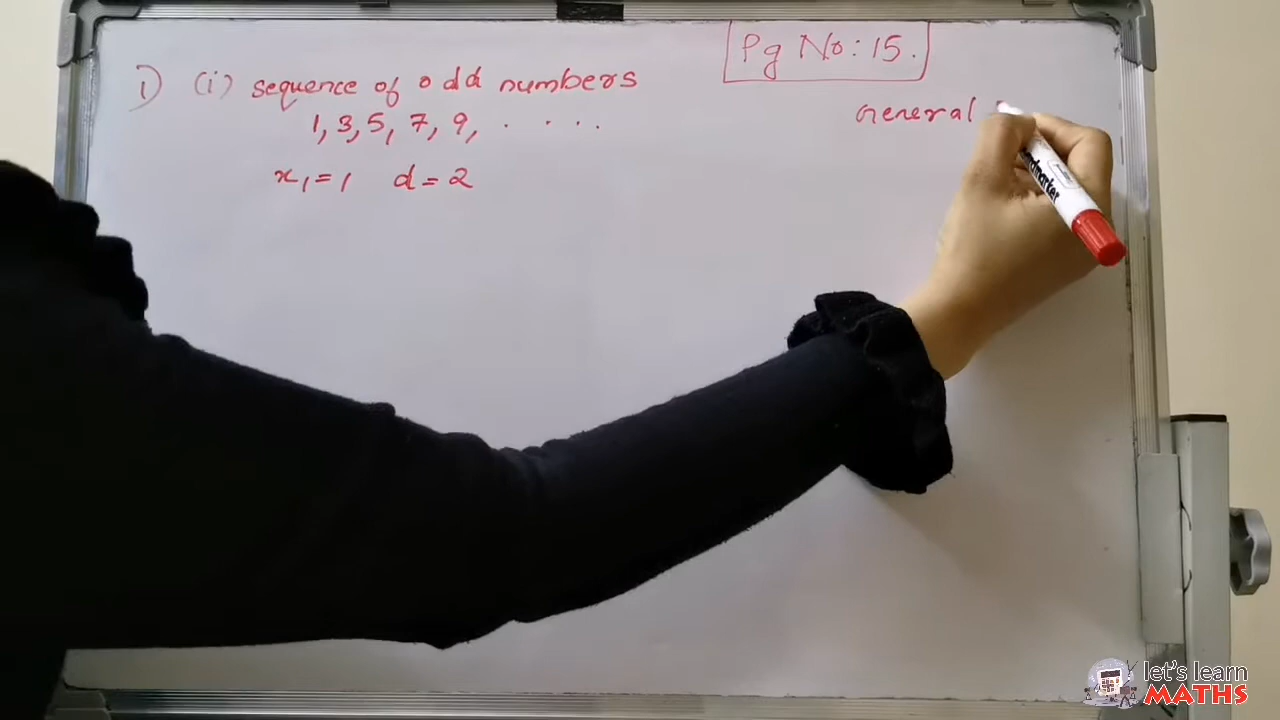 Pg No: 15.
1) (i) sequence of odd numbers
1, 3, 5, 7, 9, . . . .
General
x₁ = 1 d = 2
let's learn
MATHS